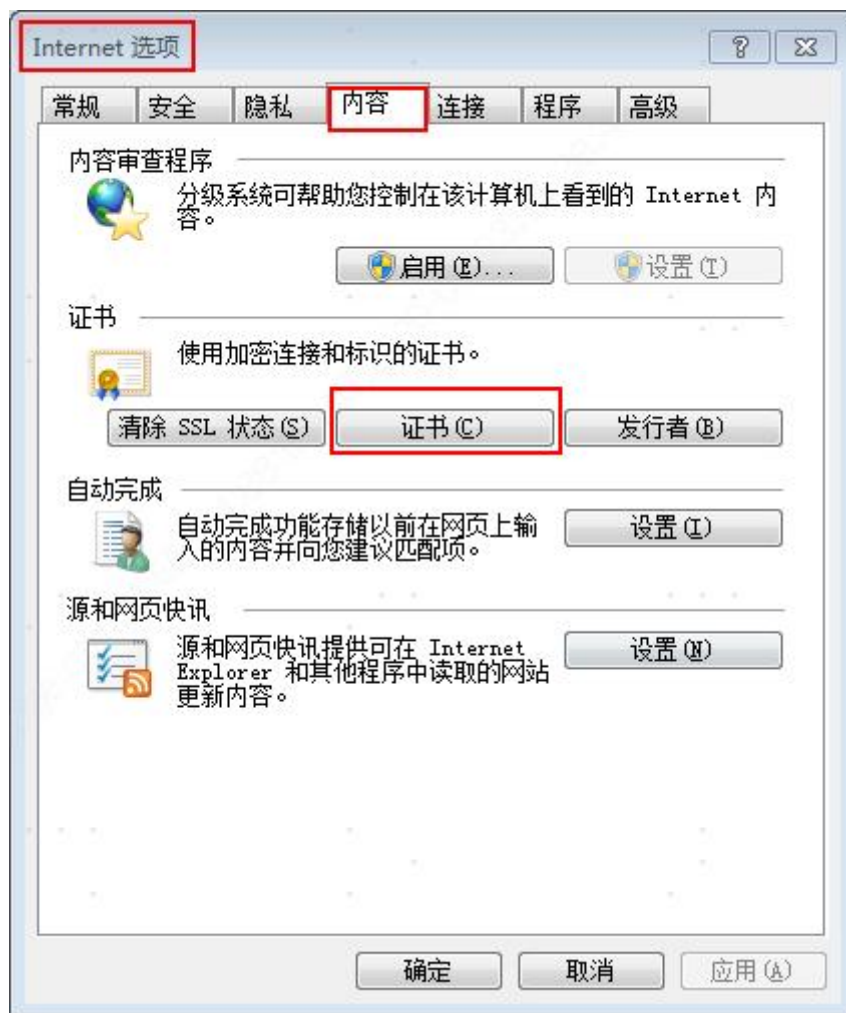 Internet 选项
常规 安全 隐私 内容 连接 程序 高级
内容审查程序
分级系统可帮助您控制在该计算机上看到的 Internet 内
容。
启用(E)... 设置(T)
证书
使用加密连接和标识的证书。
清除 SSL 状态(S) 证书(C) 发行者(B)
自动完成
自动完成功能存储以前在网页上输
入的内容并向您建议匹配项。
设置(I)
源和网页快讯
源和网页快讯提供可在 Internet
Explorer 和其他程序中读取的网站
更新内容。
设置(N)
确定 取消 应用(A)